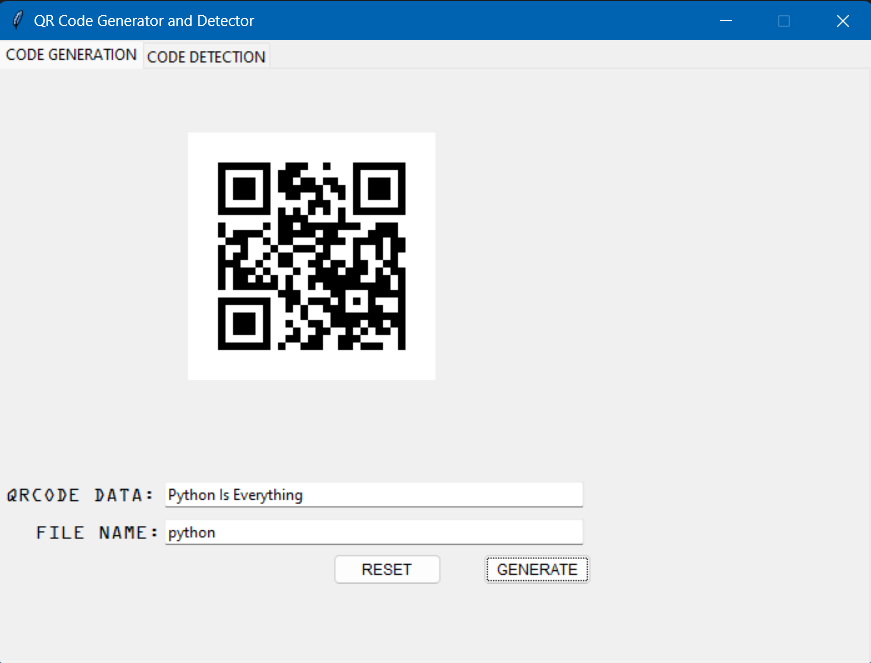 QR Code Generator and Detector
CODE GENERATION CODE DETECTION
QRCODE DATA: Python Is Everything
FILE NAME: python
RESET GENERATE